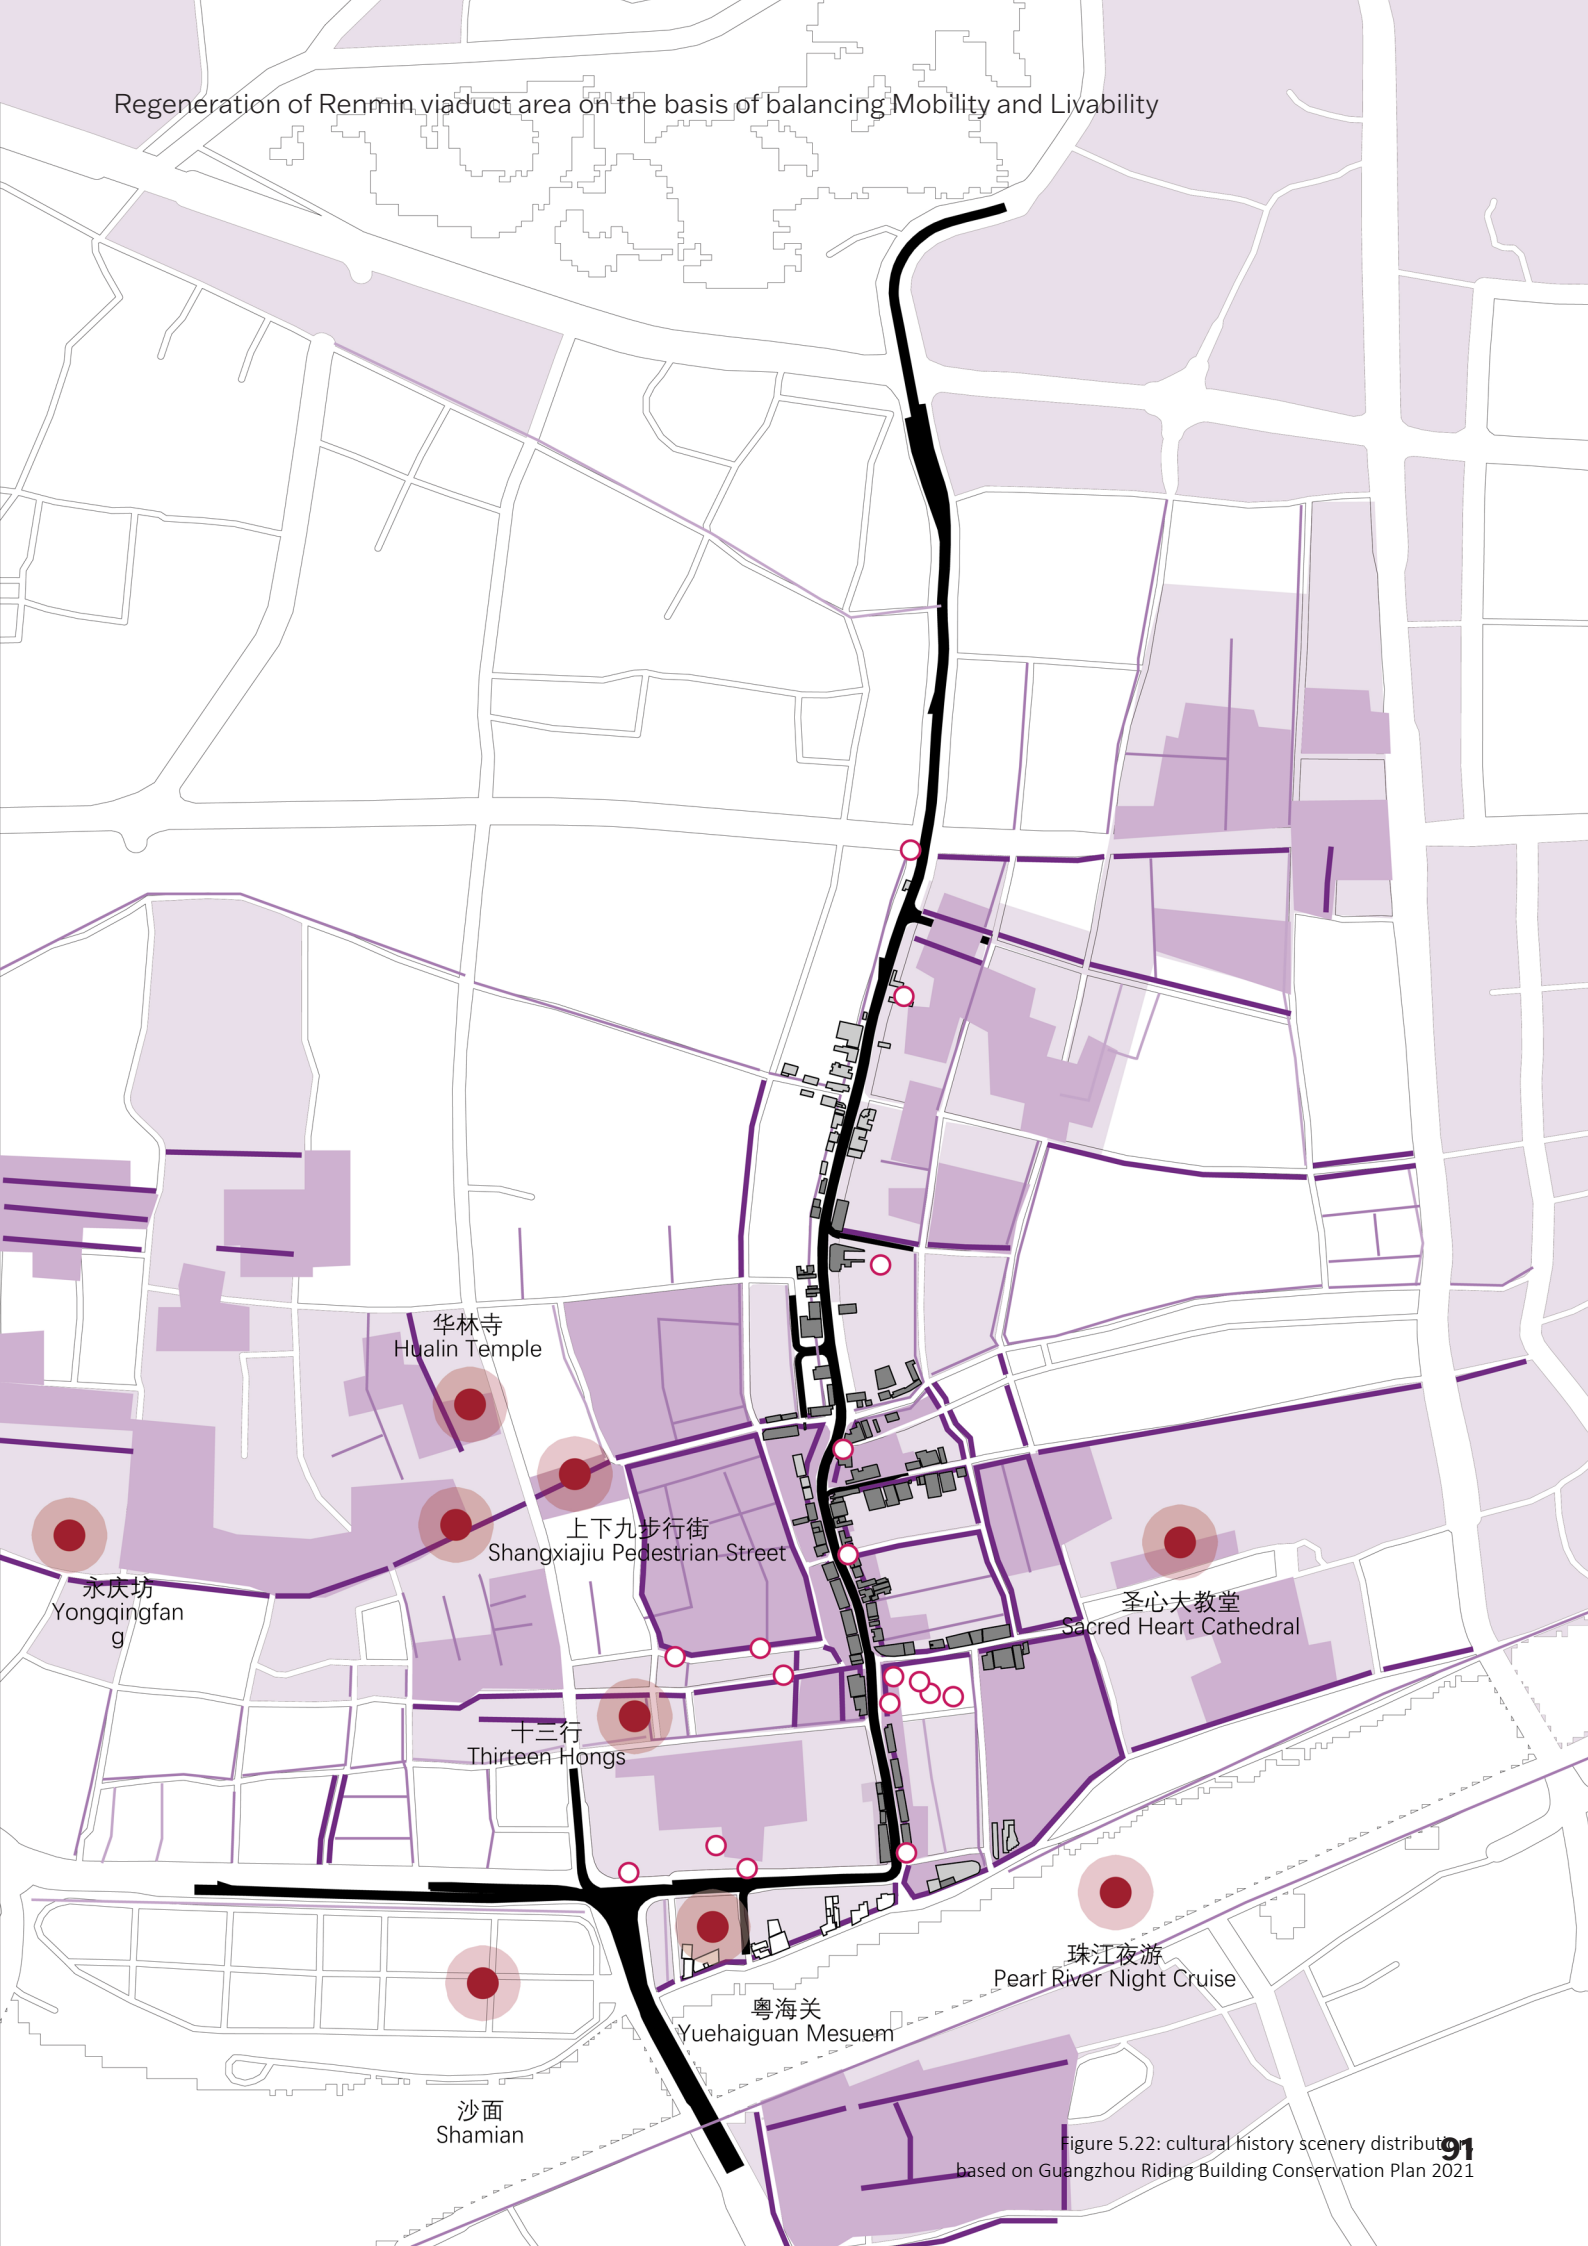 Regeneration of Renmin viaduct area on the basis of balancing Mobility and Livability
华林寺
Hualin Temple
上下九步行街
Shangxiajiu Pedestrian Street
永庆坊
Yongqingfan
g
圣心大教堂
Sacred Heart Cathedral
十三行
Thirteen Hongs
珠江夜游
Pearl River Night Cruise
粤海关
Yuehaiguan Mesuem
沙面
Shamian
Figure 5.22: cultural history scenery distribution,
based on Guangzhou Riding Building Conservation Plan 2021
91